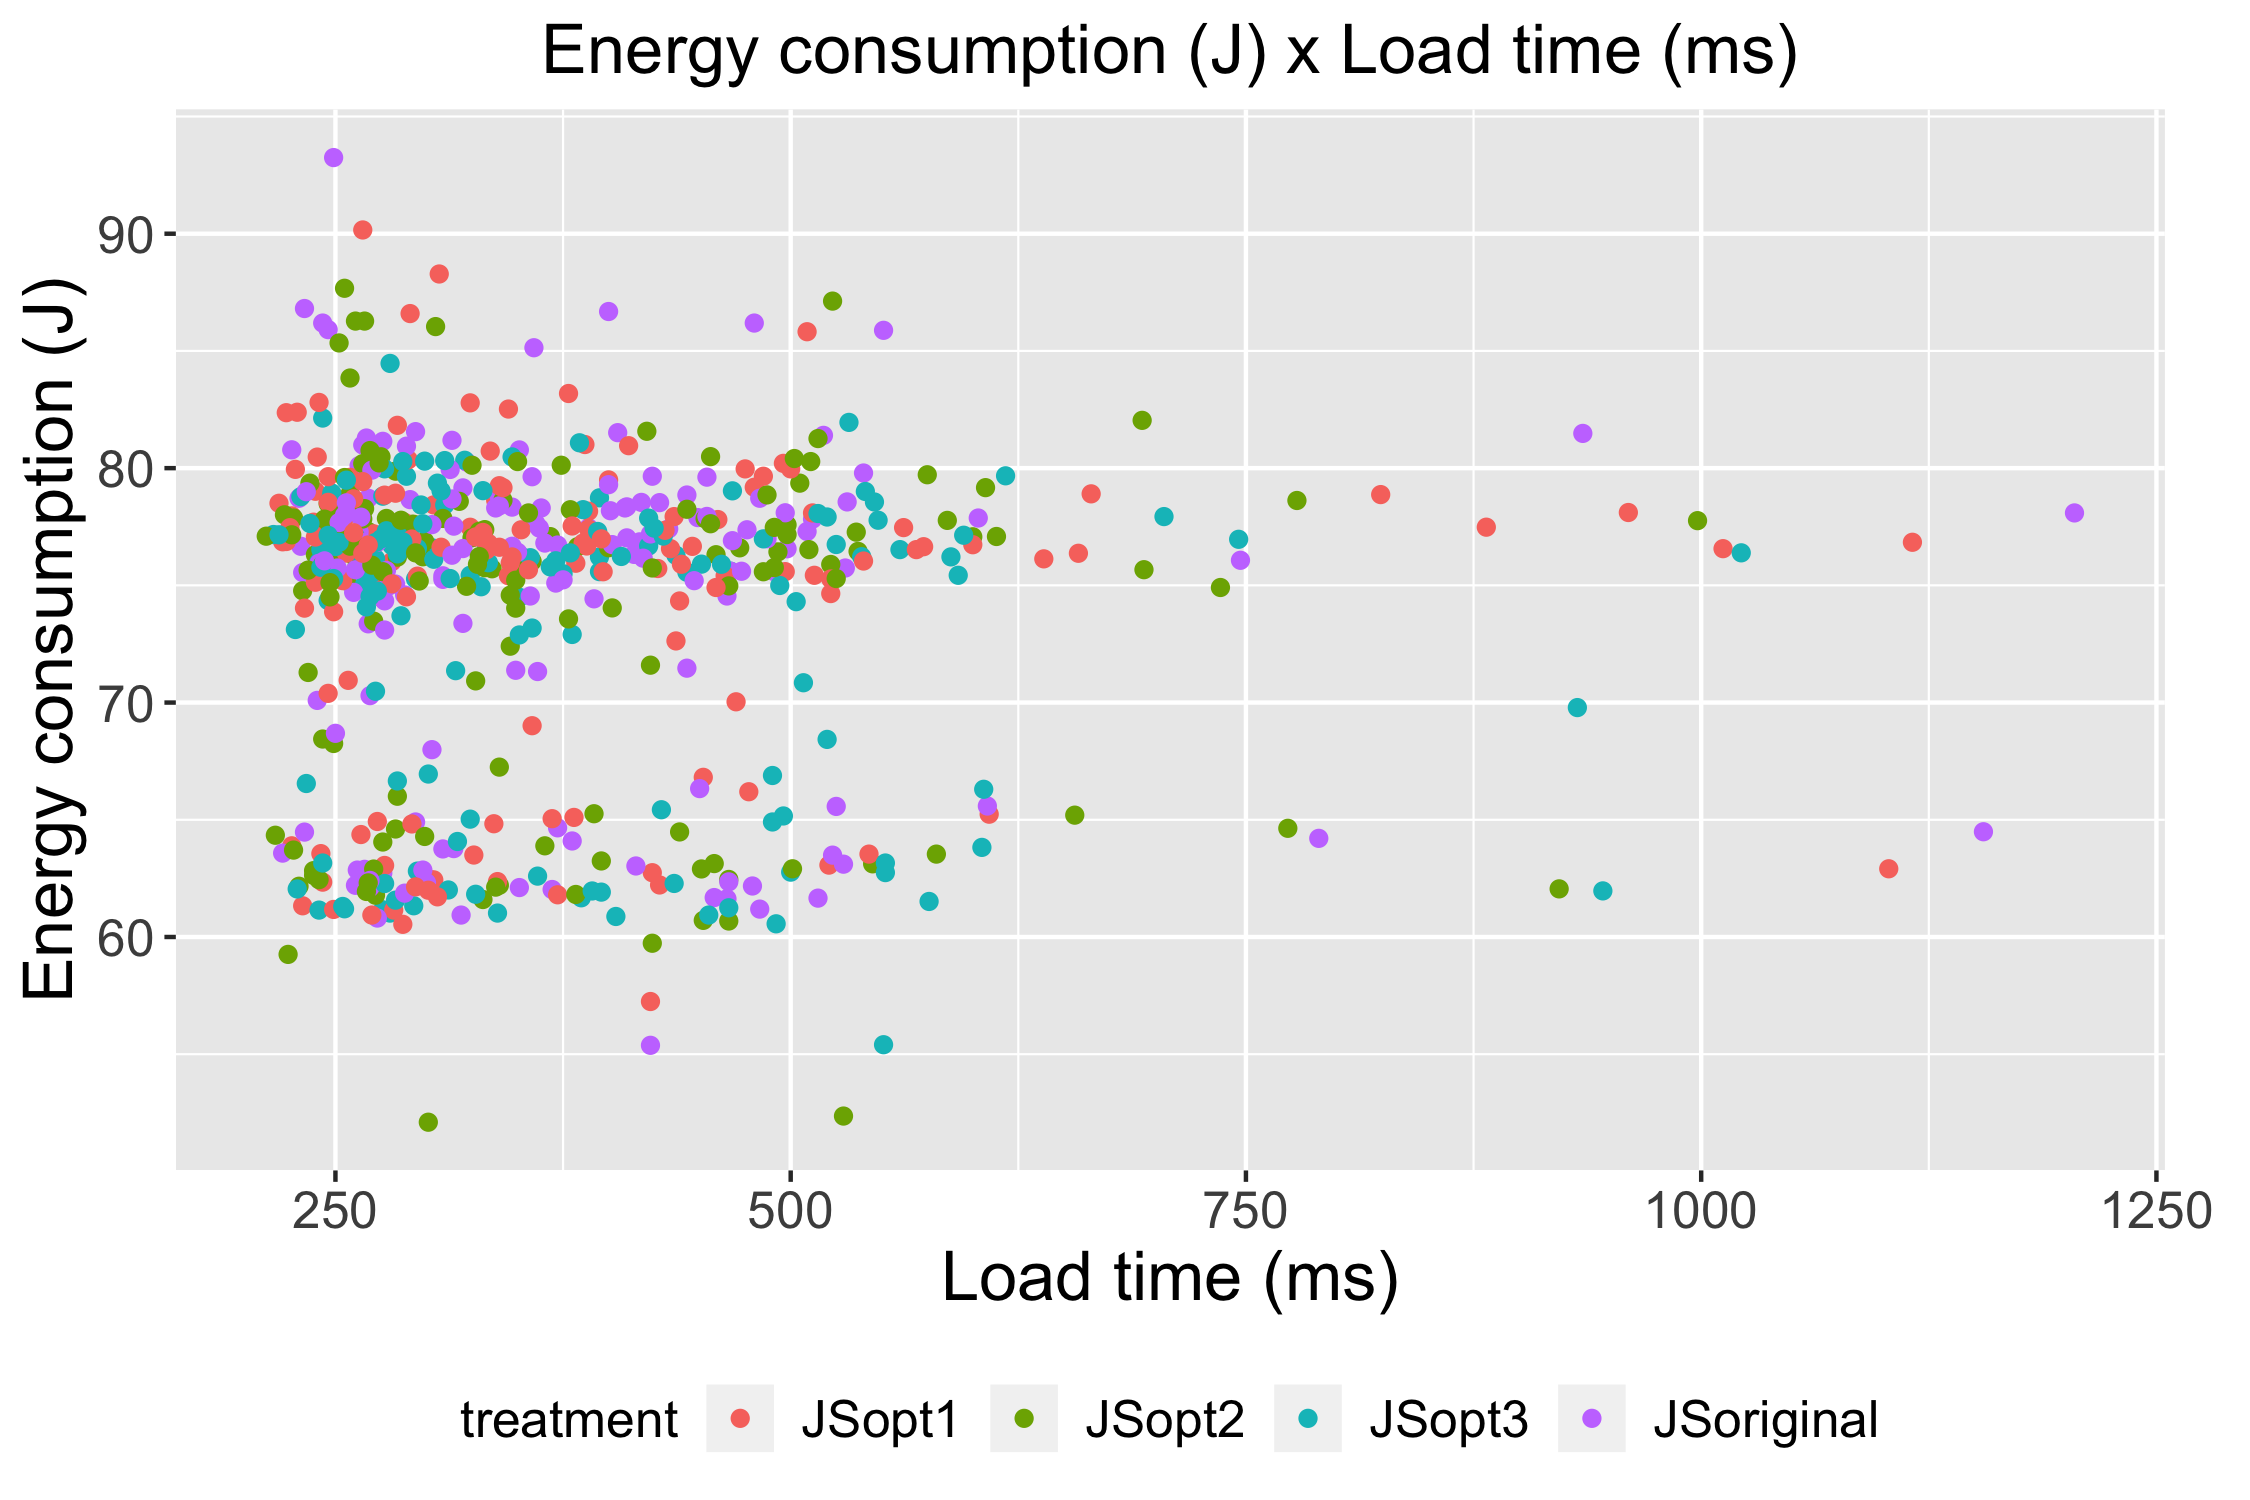 Energy consumption (J) x Load time (ms)
Energy consumption (J)
90
80
70
60
250 500 750 1000 1250
Load time (ms)
treatment JSopt1 JSopt2 JSopt3 JSoriginal